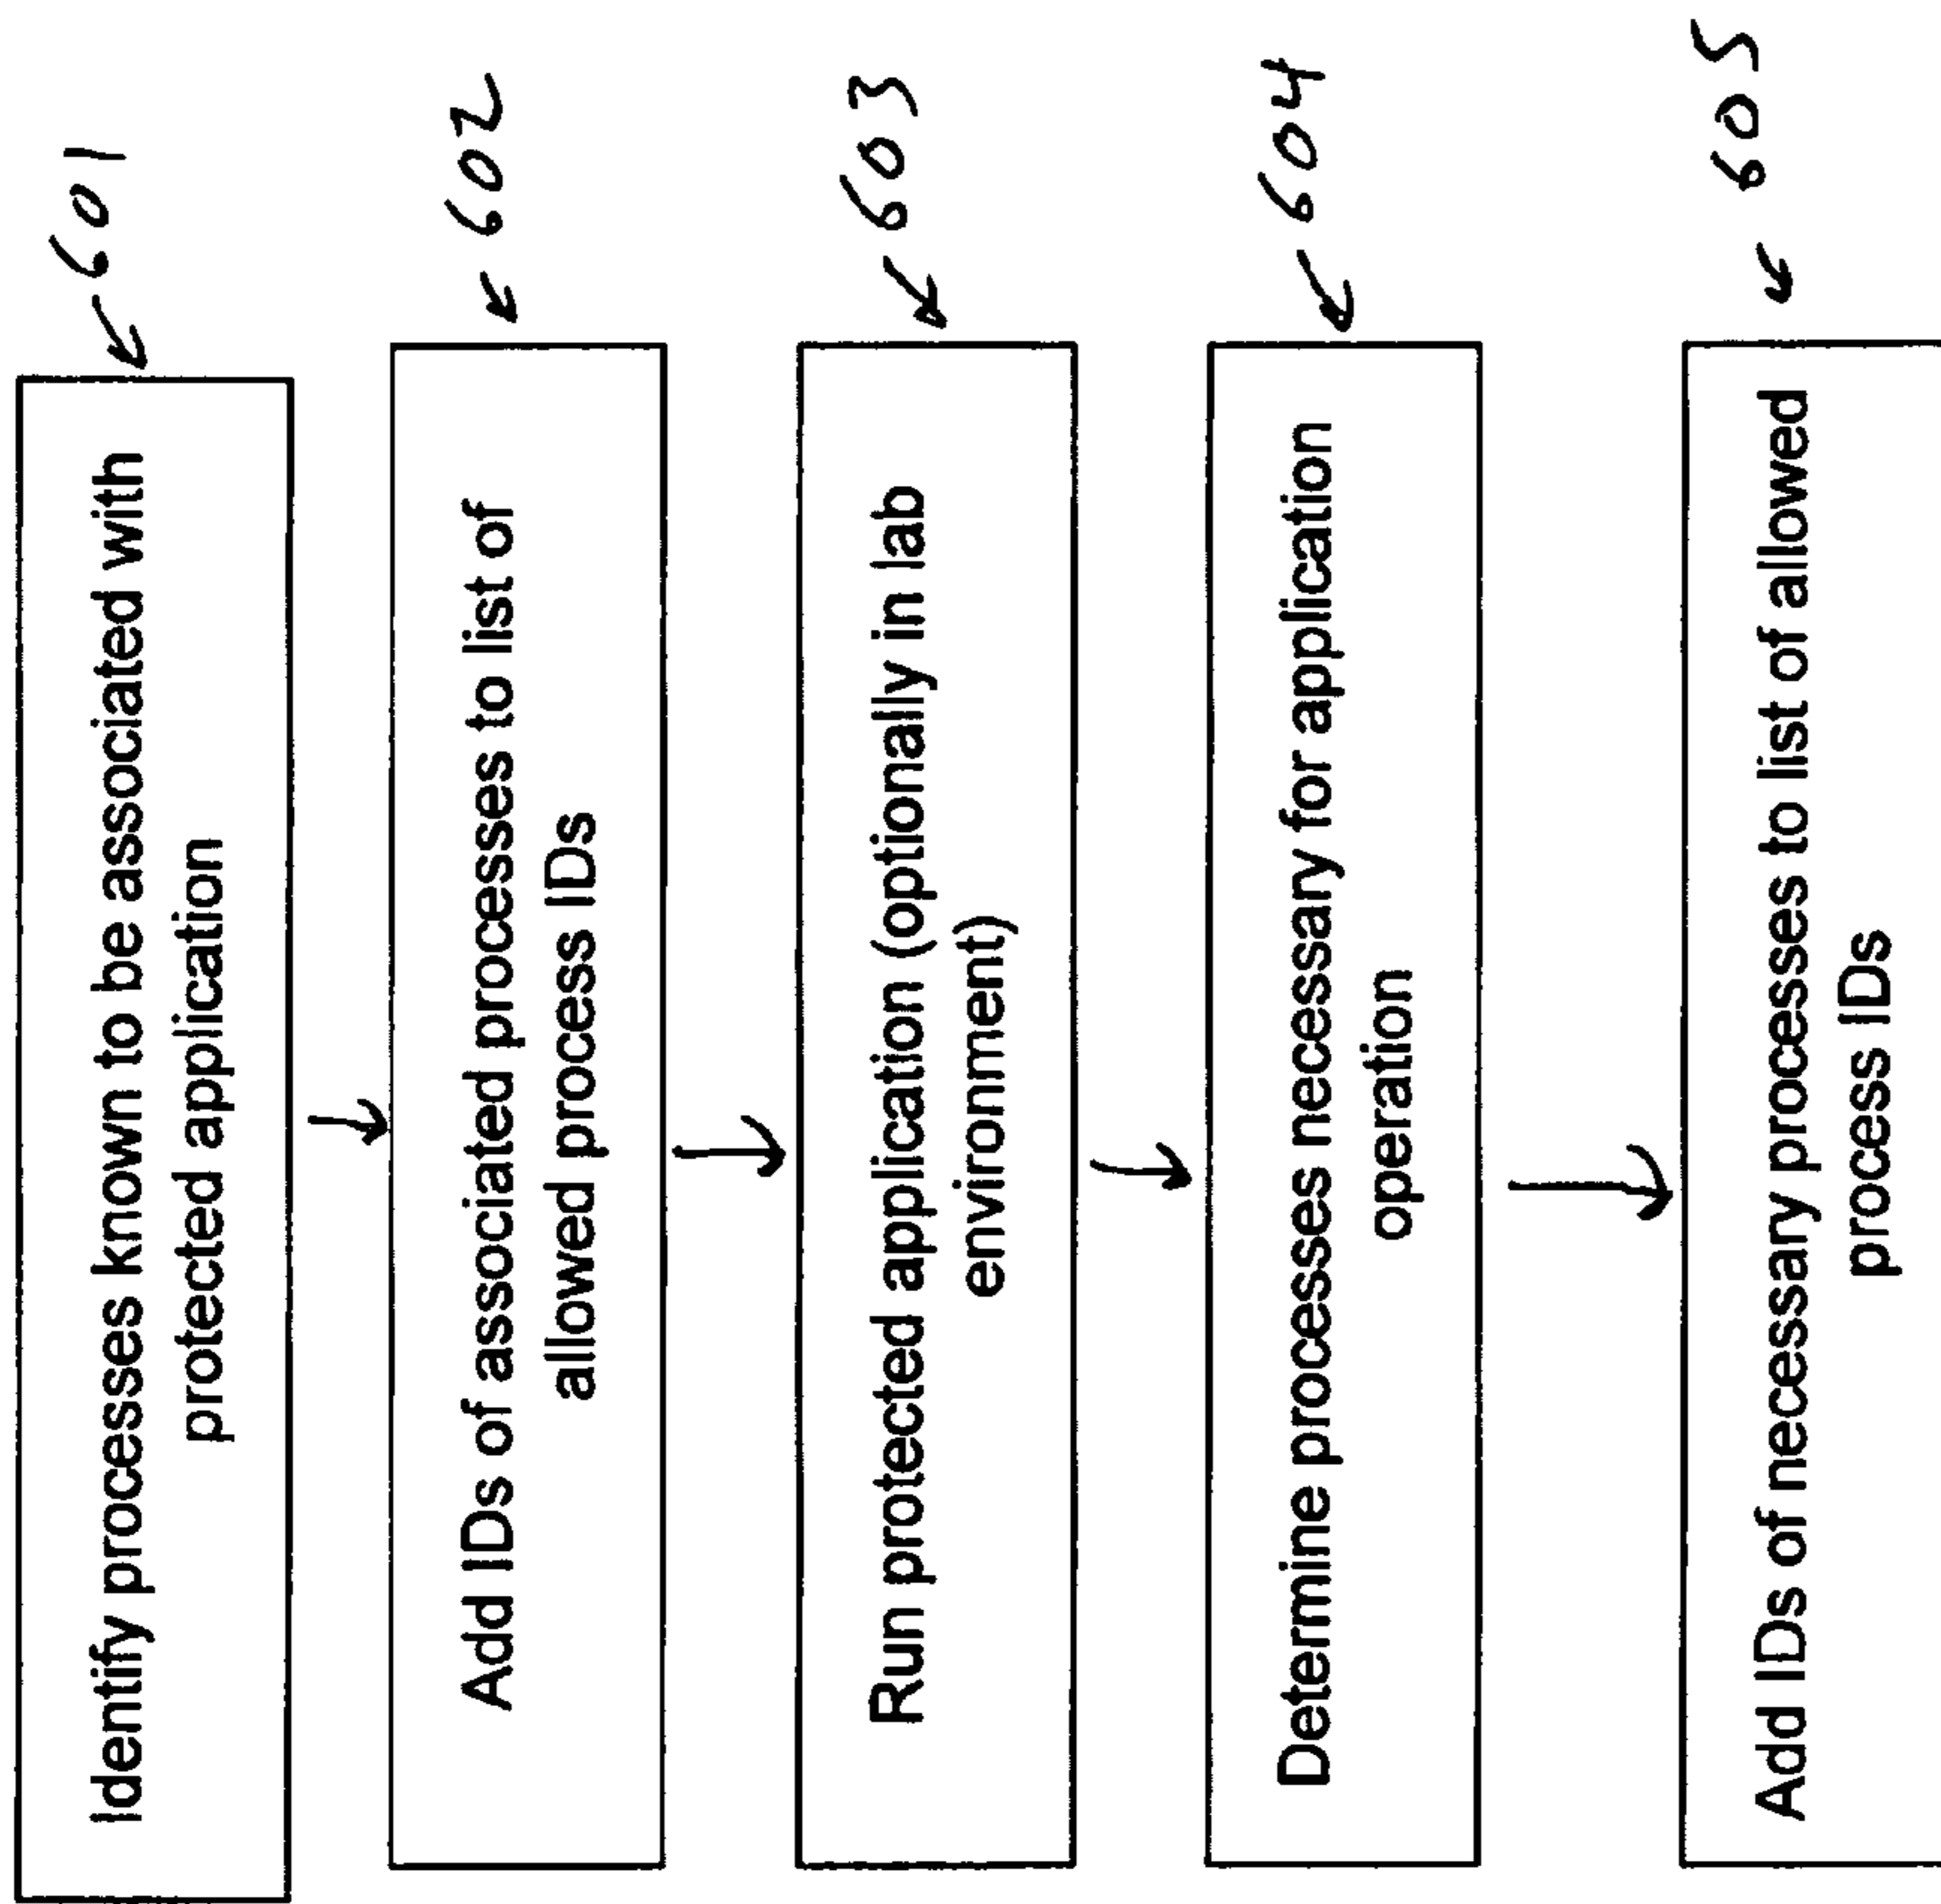 601
Identify processes known to be associated with
protected application
602
Add IDs of associated processes to list of
allowed process IDs
603
Run protected application (optionally in lab
environment)
604
Determine processes necessary for application
operation
605
Add IDs of necessary processes to list of allowed
process IDs